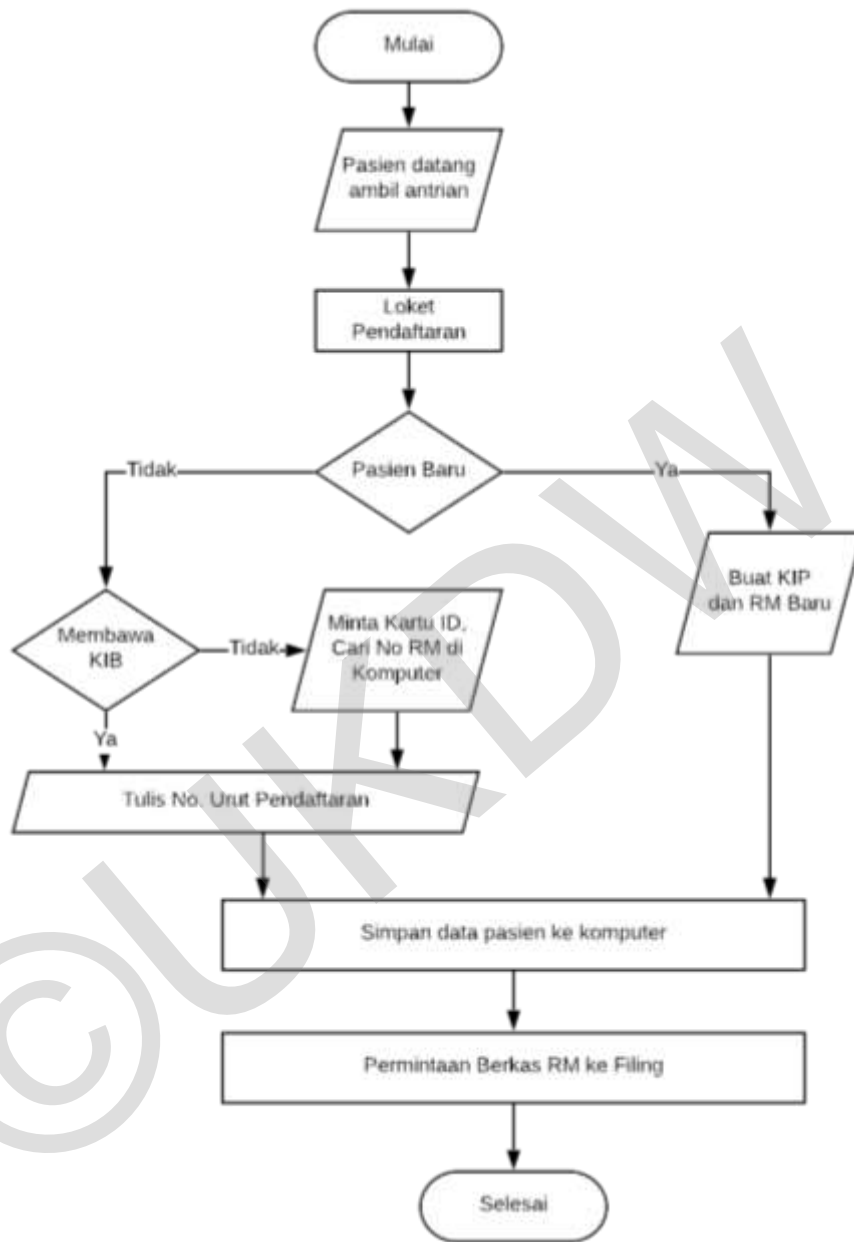 Mulai
Pasien datang
ambil antrian
Loket
Pendaftaran
Pasien Baru
Tidak
Ya
Buat KIP
dan RM Baru
Membawa
KIB
Tidak
Minta Kartu ID,
Cari No RM di
Komputer
Ya
Tulis No. Urut Pendaftaran
Simpan data pasien ke komputer
Permintaan Berkas RM ke Filing
Selesai
©UKDW